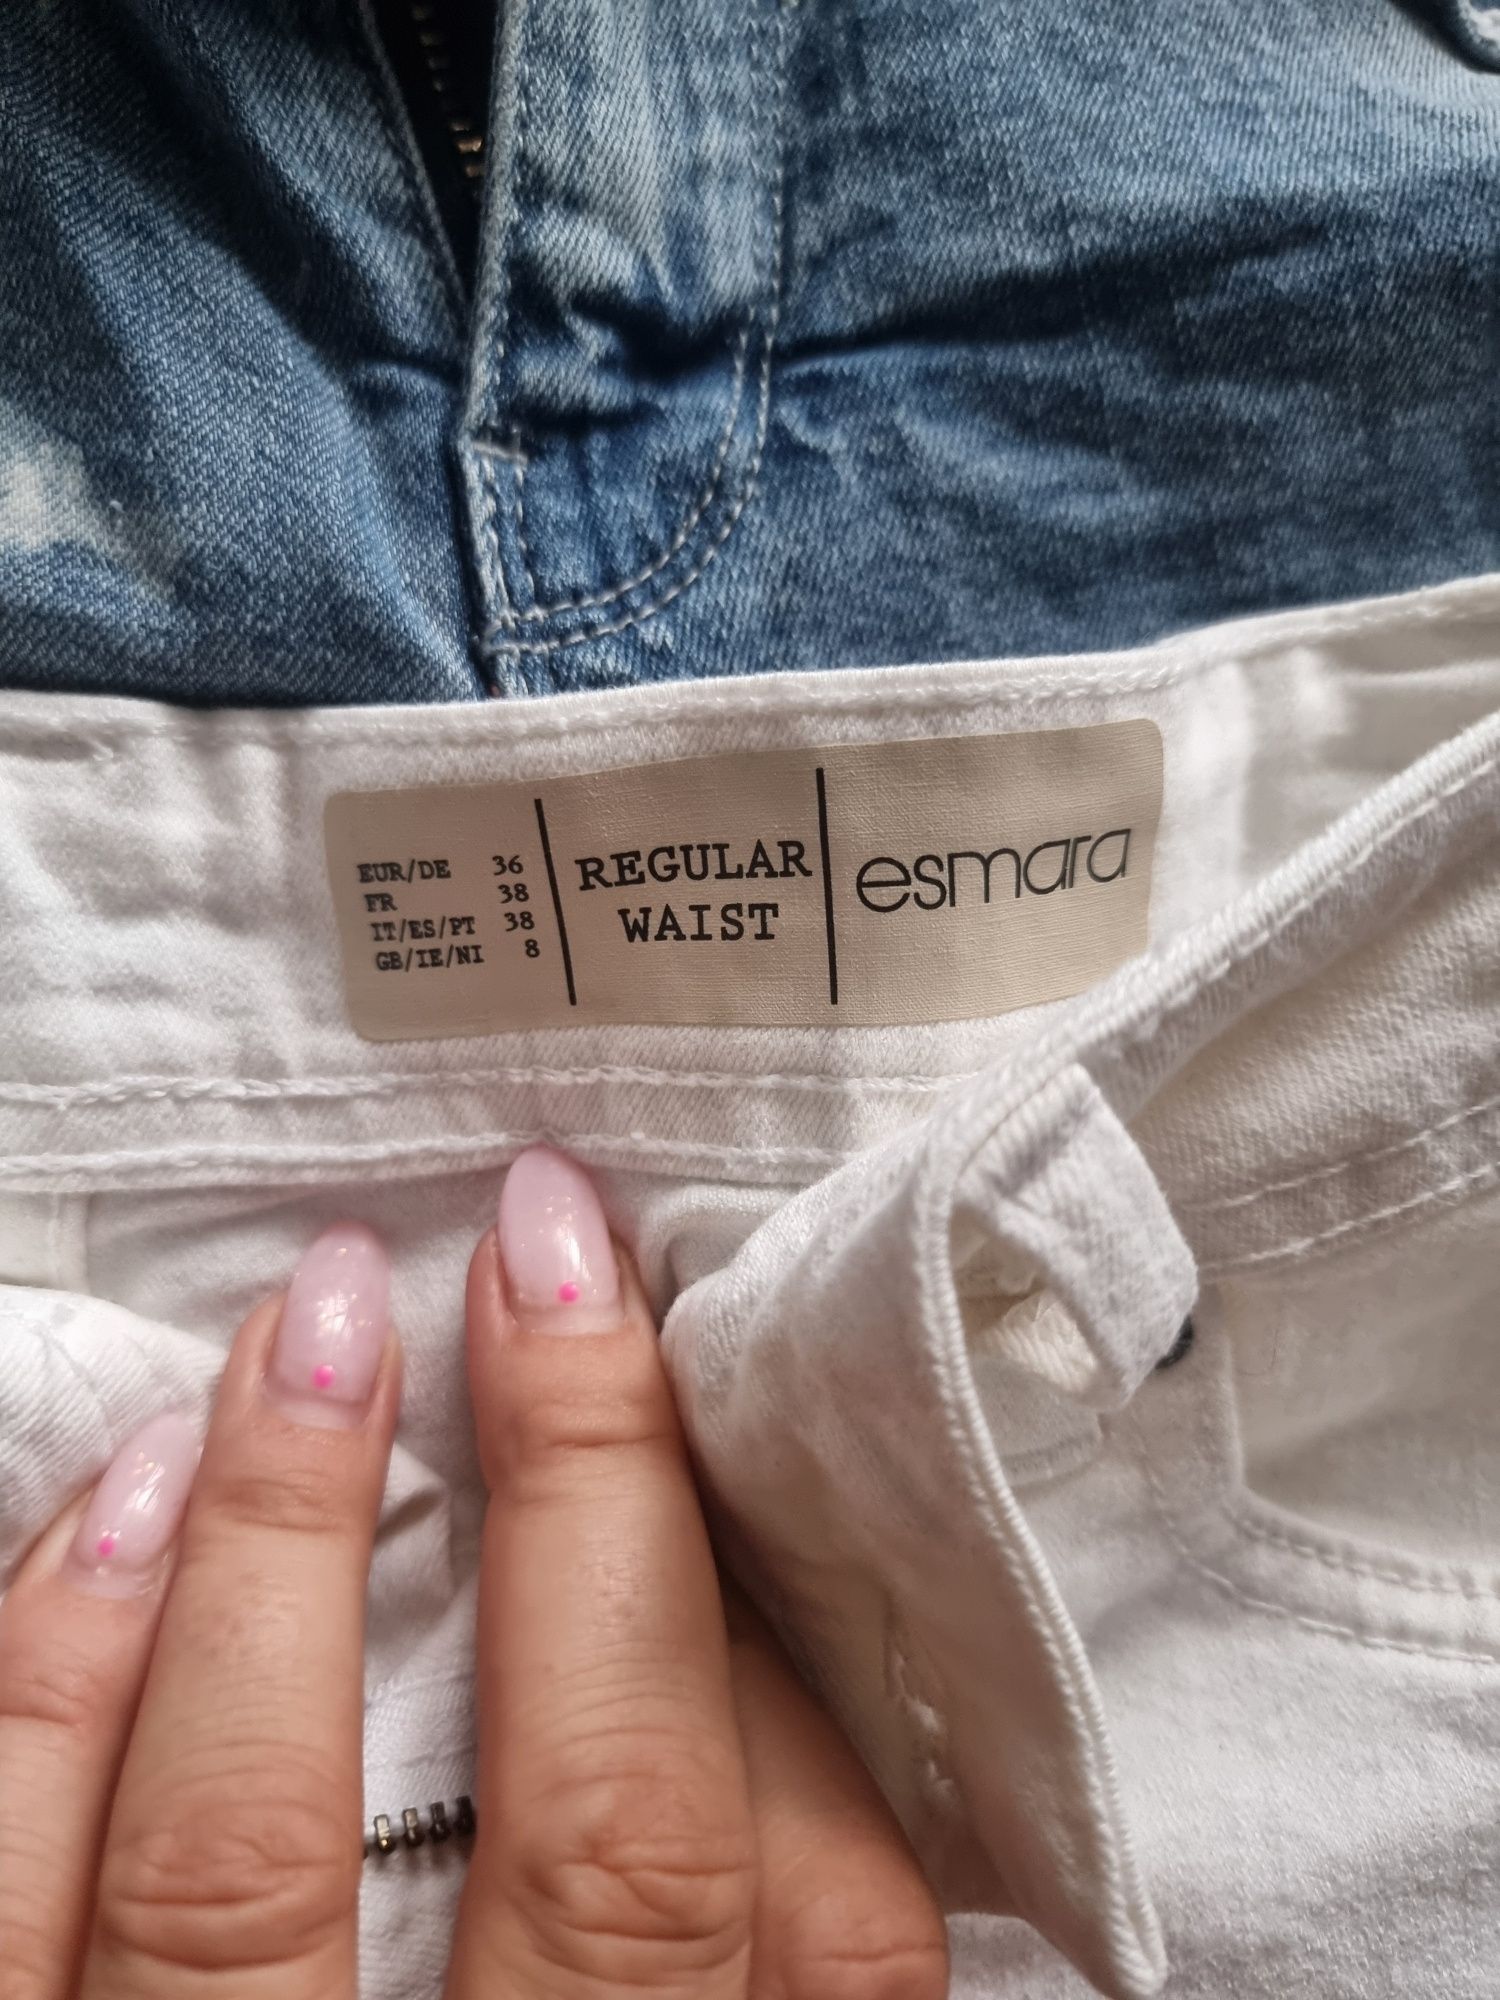 EUR/DE 36
FR 38
IT/ES/PT 38
GB/IE/NI 8
REGULAR
WAIST
esmara